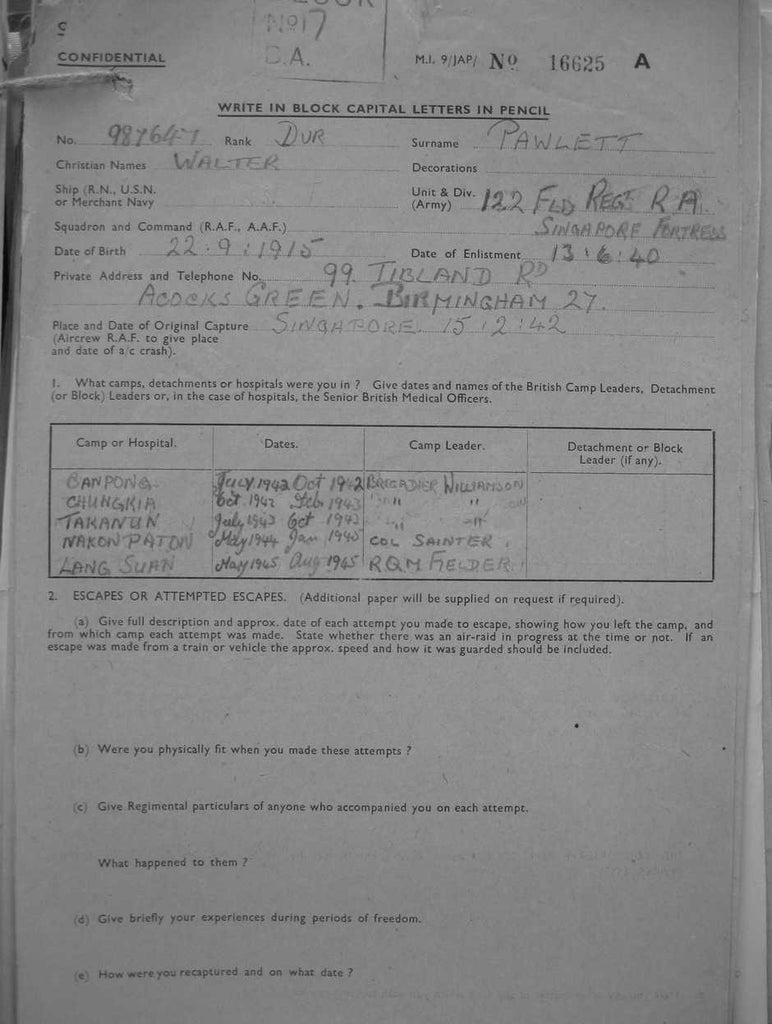 C
No 17
CONFIDENTIAL
M.I. 9/JAP/ No 16625 A
WRITE IN BLOCK CAPITAL LETTERS IN PENCIL
No. 987647 Rank DVR Surname PAWLETT
Christian Names WALTER Decorations
Ship (R.N., U.S.N. or Merchant Navy
Unit & Div. (Army) 122 FLD REGT R A.
Squadron and Command (R.A.F., A.A.F.) SINGAPORE FORTRESS
Date of Birth 22:9:1915 Date of Enlistment 13:6:40
Private Address and Telephone No. 99. TIBLAND RD
ACOCKS GREEN. BIRMINGHAM 27.
Place and Date of Original Capture SINGAPORE. 15:2:42
(Aircrew R.A.F. to give place
and date of a/c crash).
1. What camps, detachments or hospitals were you in ? Give dates and names of the British Camp Leaders, Detachment
(or Block) Leaders or, in the case of hospitals, the Senior British Medical Officers.
Camp or Hospital. Dates. Camp Leader. Detachment or Block Leader (if any).
BANPONG July 1942 Oct 1942 BRIGADIER WILLIAMSON
CHUNGKIA Oct 1942 Feb 1943 " "
TAKANUN July 1943 Oct 1943 " "
NAKON PATON May 1944 Jan 1945 COL SAINTER.
LANG SUAN May 1945 Aug 1945 RQM FIELDER.
2. ESCAPES OR ATTEMPTED ESCAPES. (Additional paper will be supplied on request if required).
(a) Give full description and approx. date of each attempt you made to escape, showing how you left the camp, and
from which camp each attempt was made. State whether there was an air-raid in progress at the time or not. If an
escape was made from a train or vehicle the approx. speed and how it was guarded should be included.
(b) Were you physically fit when you made these attempts ?
(c) Give Regimental particulars of anyone who accompanied you on each attempt.
What happened to them ?
(d) Give briefly your experiences during periods of freedom.
(e) How were you recaptured and on what date ?